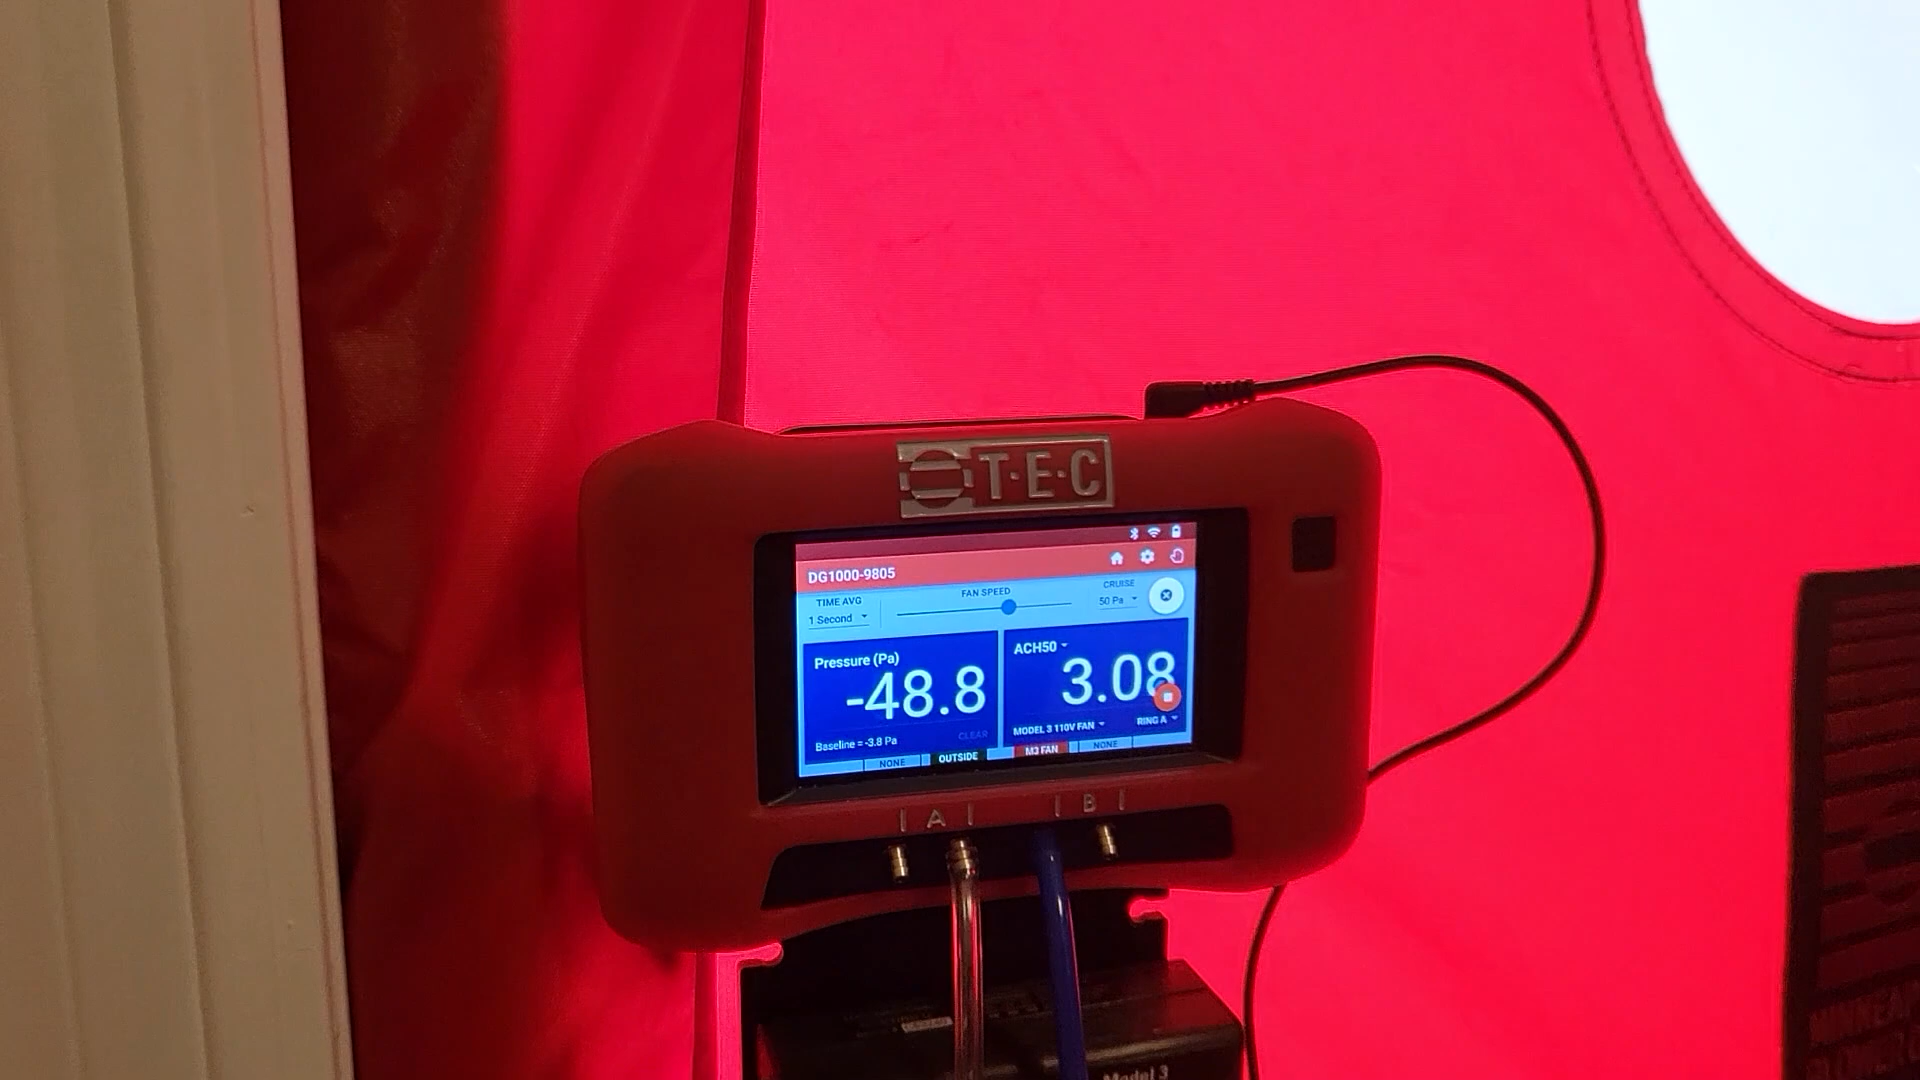 T·E·C
DG1000-9805
TIME AVG
1 Second
FAN SPEED
CRUISE
50 Pa
Pressure (Pa)
-48.8
Baseline = -3.8 Pa
CLEAR
ACH50
3.08
MODEL 3 110V FAN
RING A
NONE
OUTSIDE
M3 FAN
NONE
A
B
Model 3